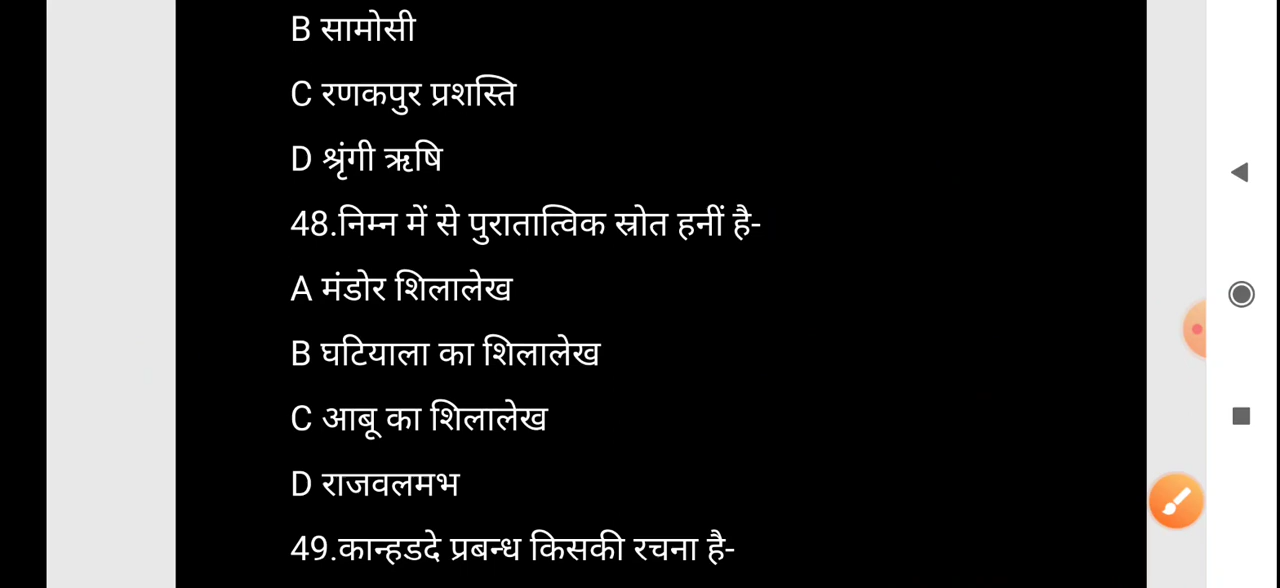 B सामोसी
C रणकपुर प्रशस्ति
D श्रृंगी ऋषि
48.निम्न में से पुरातात्विक स्रोत हनीं है-
A मंडोर शिलालेख
B घटियाला का शिलालेख
C आबू का शिलालेख
D राजवलमभ
49.कान्हडदे प्रबन्ध किसकी रचना है-